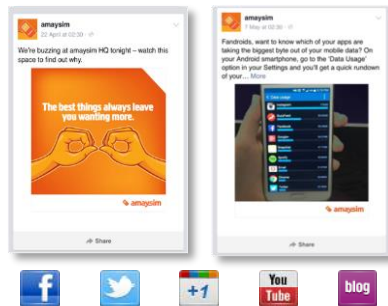 amaysim
22 April at 02:30
We're buzzing at amaysim HQ tonight – watch this
space to find out why.
The best things always leave
you wanting more.
amaysim
Share
amaysim
7 May at 02:30
Fandroids, want to know which of your apps are
taking the biggest byte out of your mobile data? On
your Android smartphone, go to the 'Data Usage'
option in your Settings and you'll get a quick rundown
of your… More
Data usage
amaysim
Share
f
+1
You
Tube
blog